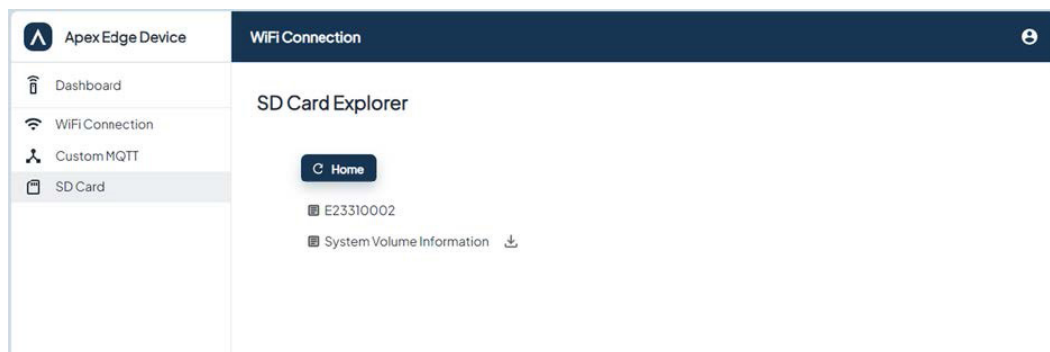 Apex Edge Device
WiFi Connection
Dashboard
WiFi Connection
Custom MQTT
SD Card
SD Card Explorer
Home
E23310002
System Volume Information